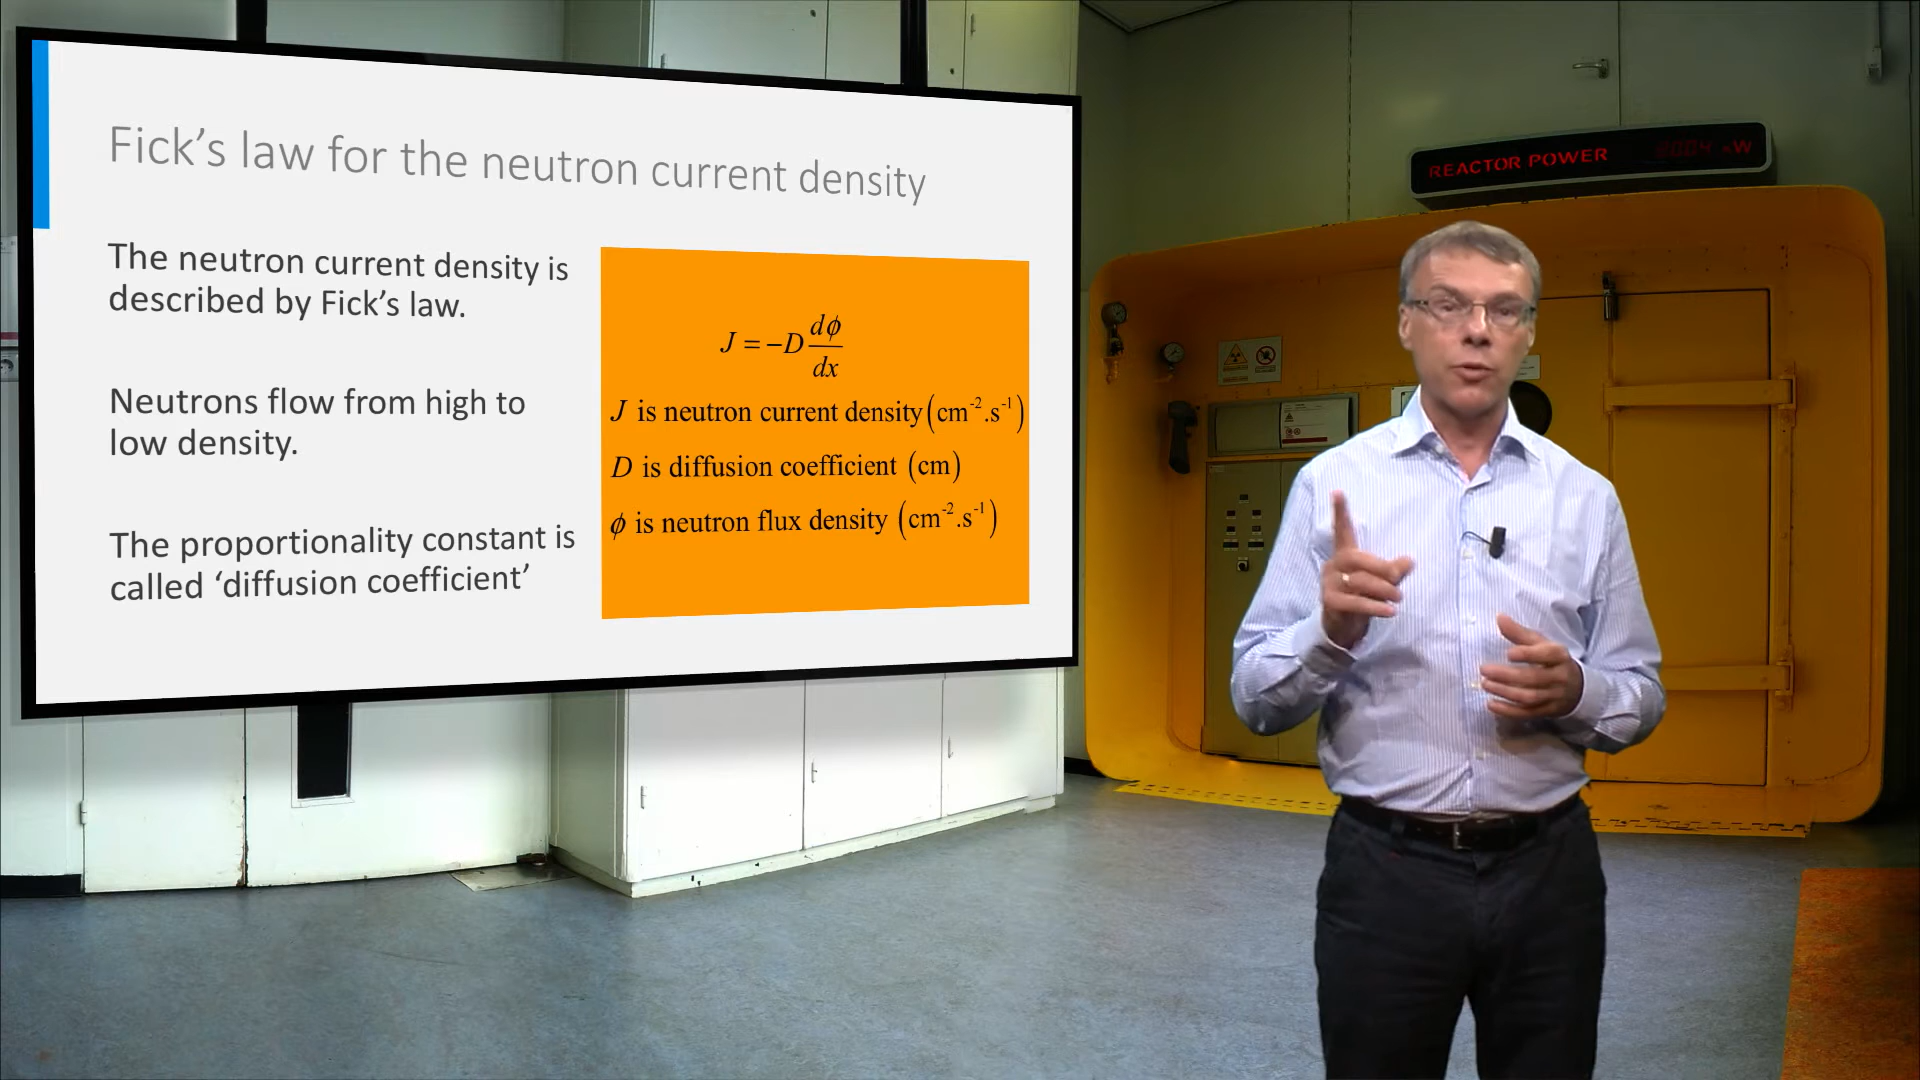 Fick’s law for the neutron current density
The neutron current density is
described by Fick’s law.
Neutrons flow from high to
low density.
The proportionality constant is
called ‘diffusion coefficient’
J = −D dϕ/dx
J is neutron current density (cm⁻².s⁻¹)
D is diffusion coefficient (cm)
ϕ is neutron flux density (cm⁻².s⁻¹)
REACTOR POWER kW